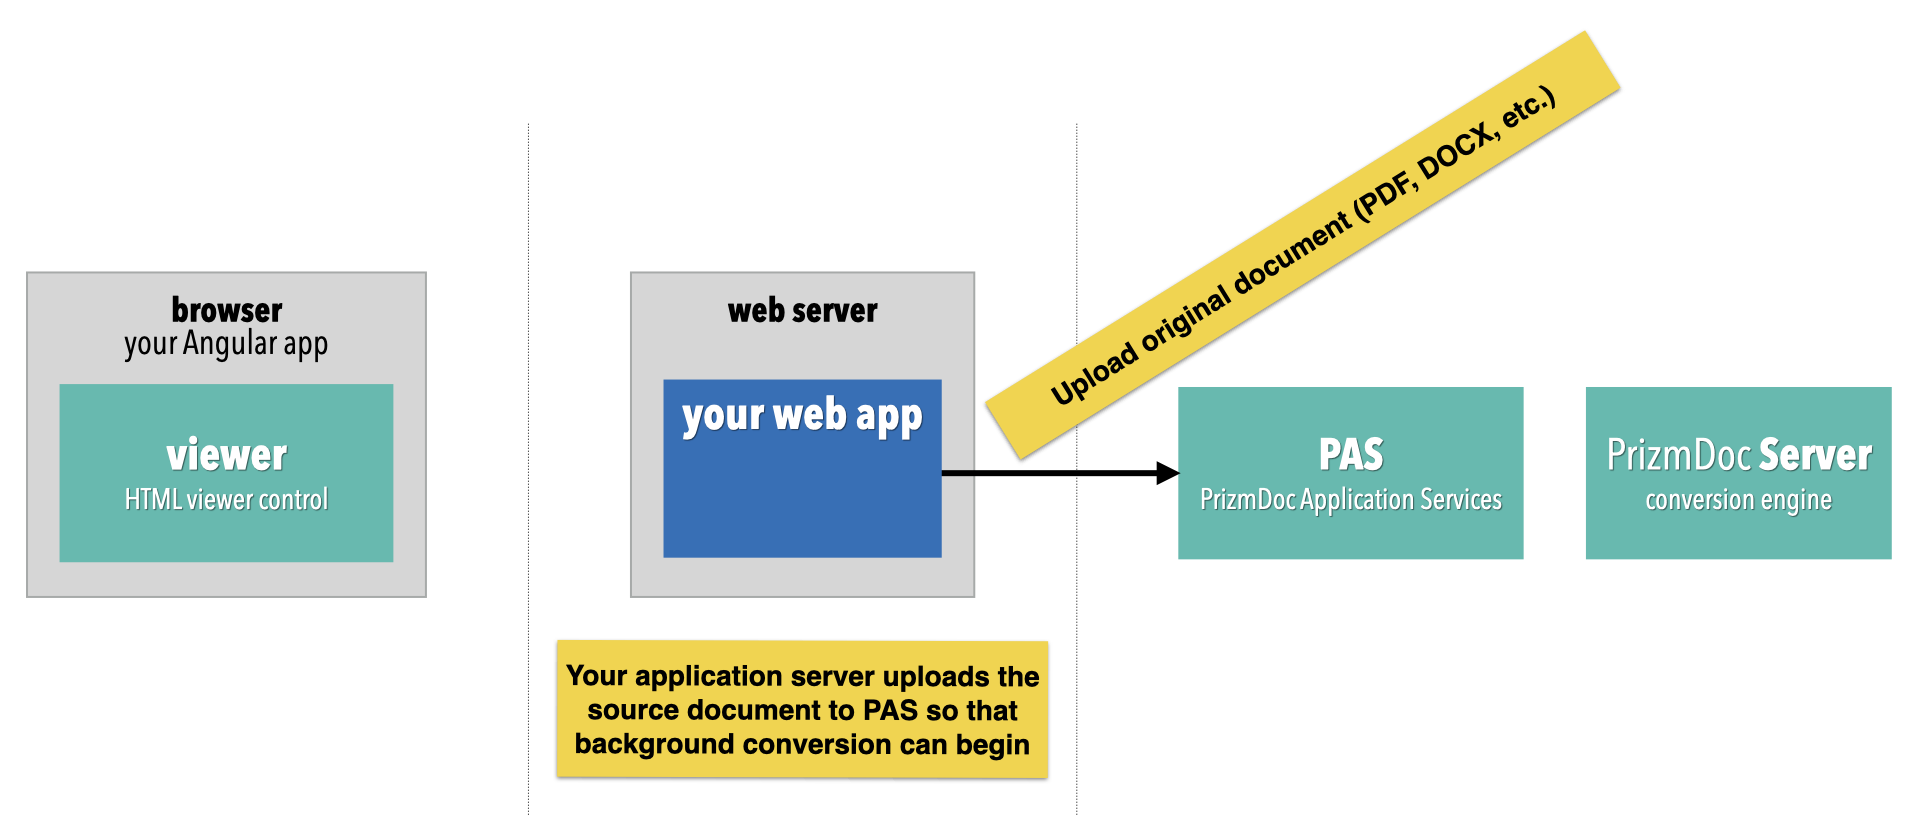 Upload original document (PDF, DOCX, etc.)
browser
your Angular app
viewer
HTML viewer control
web server
your web app
PAS
PrizmDoc Application Services
PrizmDoc Server
conversion engine
Your application server uploads the
source document to PAS so that
background conversion can begin